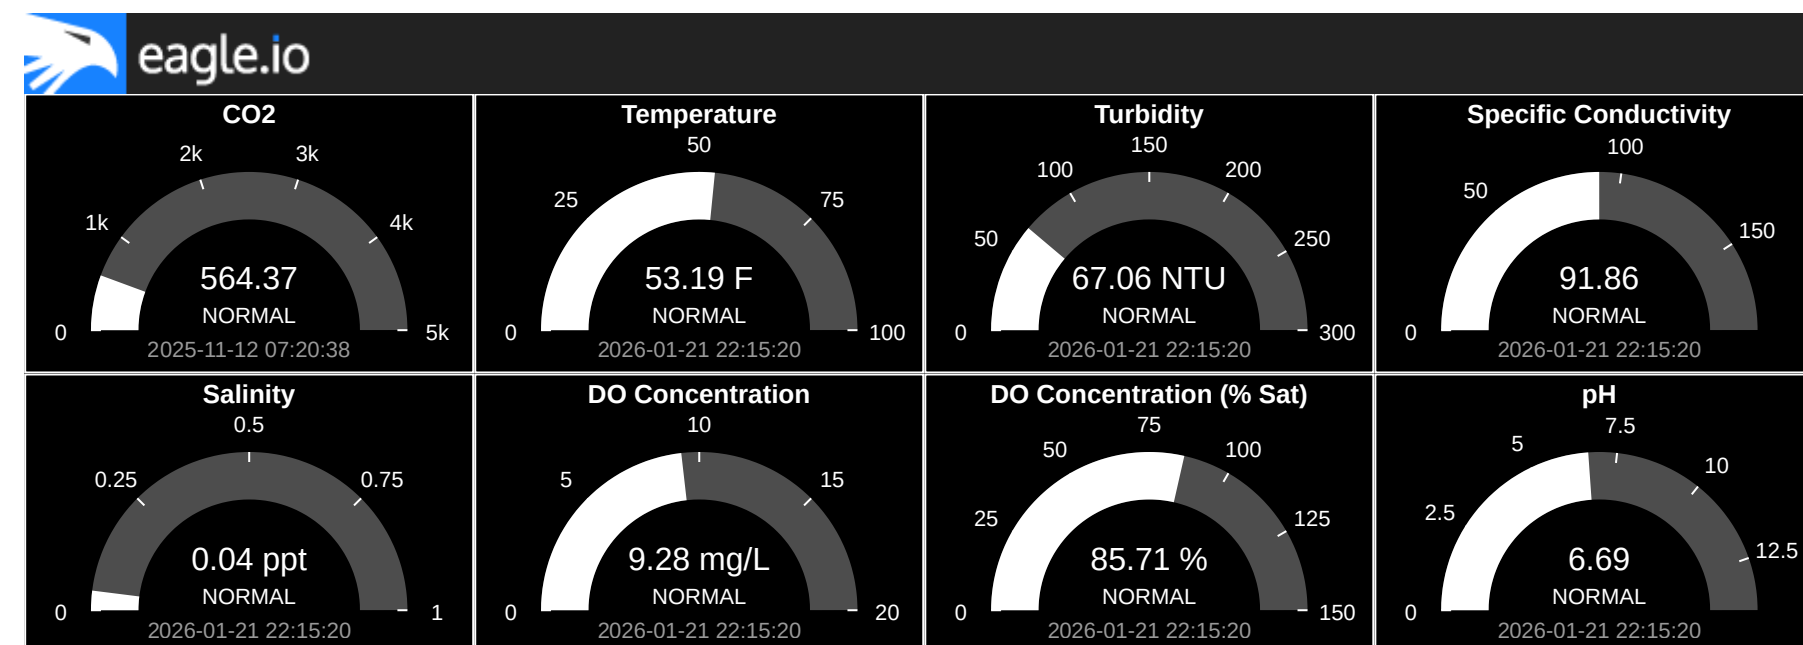 eagle.io
CO2
2k 3k
1k 4k
0 5k
564.37
NORMAL
2025-11-12 07:20:38
Temperature
50
25 75
0 100
53.19 F
NORMAL
2026-01-21 22:15:20
Turbidity
150
100 200
50 250
0 300
67.06 NTU
NORMAL
2026-01-21 22:15:20
Specific Conductivity
100
50
150
0
91.86
NORMAL
2026-01-21 22:15:20
Salinity
0.5
0.25 0.75
0 1
0.04 ppt
NORMAL
2026-01-21 22:15:20
DO Concentration
10
5 15
0 20
9.28 mg/L
NORMAL
2026-01-21 22:15:20
DO Concentration (% Sat)
75
50 100
25 125
0 150
85.71 %
NORMAL
2026-01-21 22:15:20
pH
7.5
5
10
2.5
12.5
0
6.69
NORMAL
2026-01-21 22:15:20